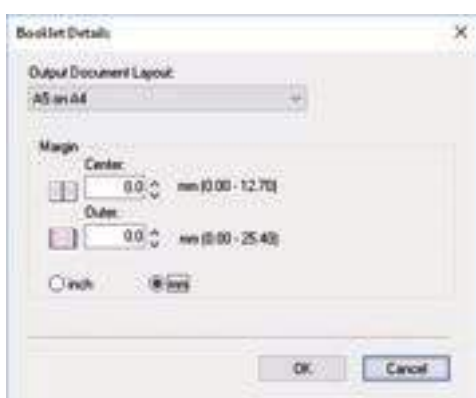 Booklet Details
Output Document Layout:
A5 on A4
Margin
Center:
0.0 mm (0.00 - 12.70)
Outer:
0.0 mm (0.00 - 25.40)
inch mm
OK Cancel